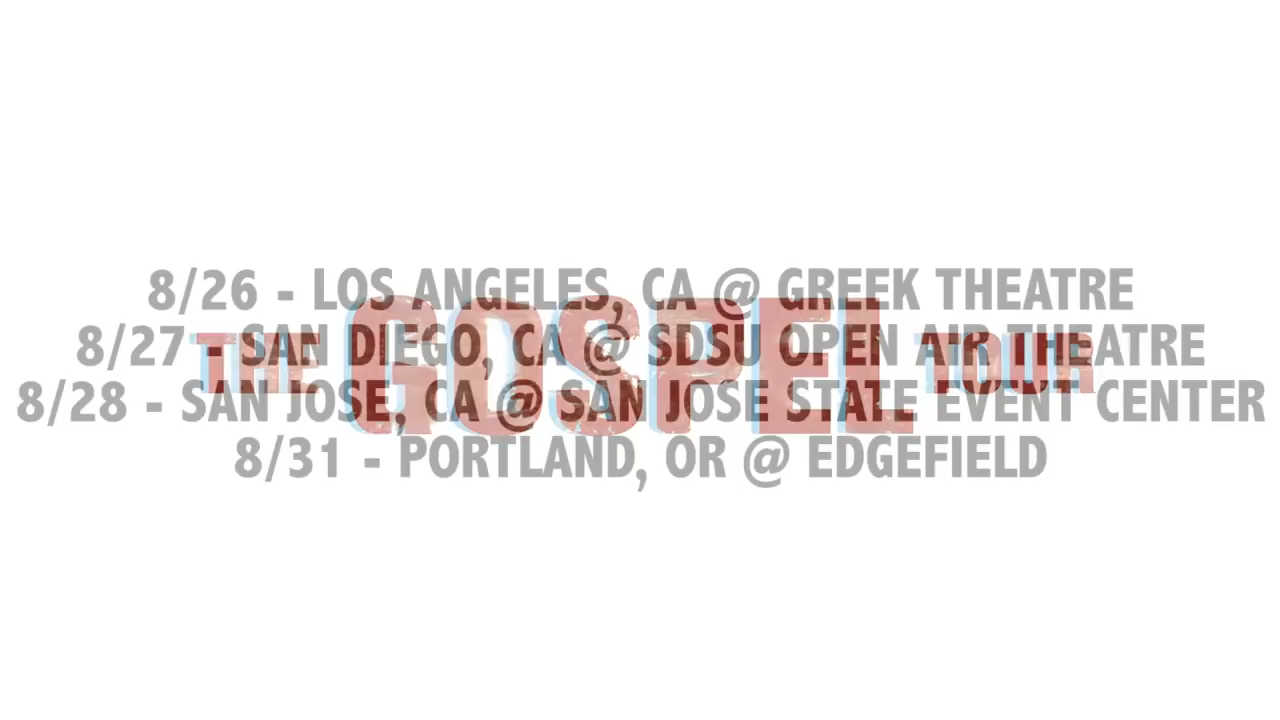 8/26 - LOS ANGELES, CA @ GREEK THEATRE
8/27 - SAN DIEGO, CA @ SDSU OPEN AIR THEATRE
8/28 - SAN JOSE, CA @ SAN JOSE STATE EVENT CENTER
8/31 - PORTLAND, OR @ EDGEFIELD
THE GOSPEL TOUR